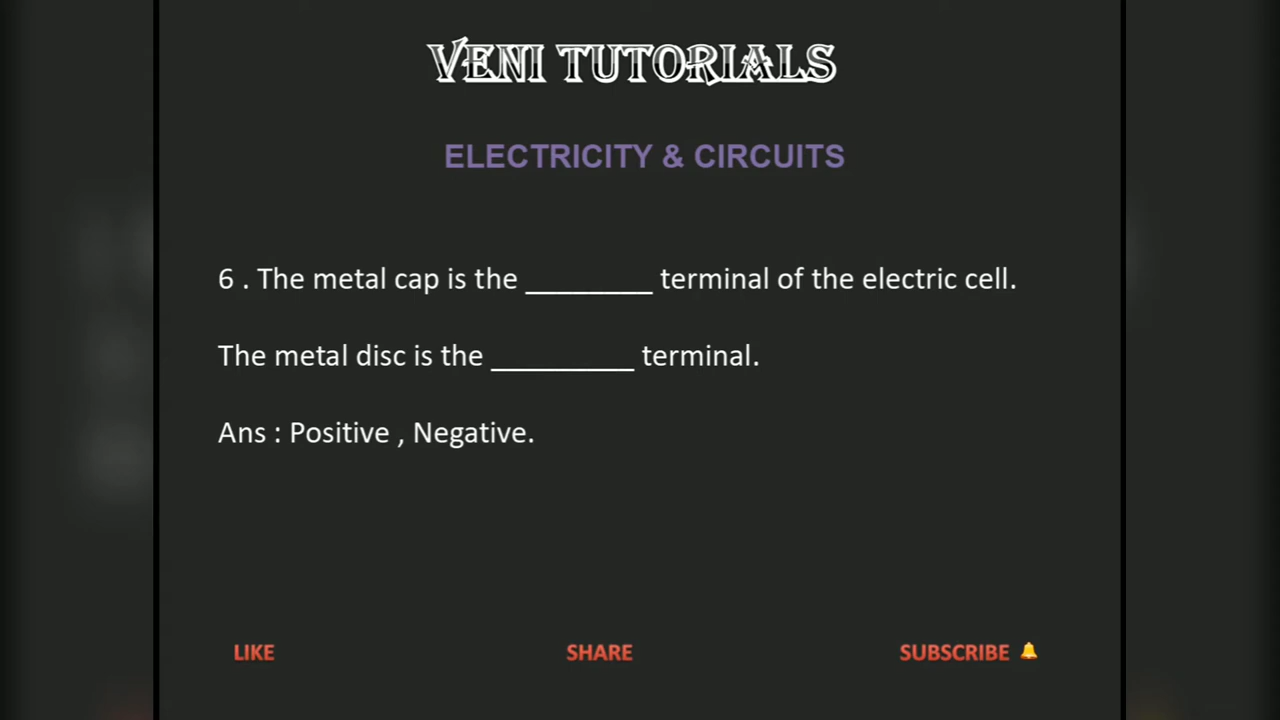 VENI TUTORIALS
ELECTRICITY & CIRCUITS
6 . The metal cap is the ________ terminal of the electric cell.
The metal disc is the _________ terminal.
Ans : Positive , Negative.
LIKE SHARE SUBSCRIBE 🔔